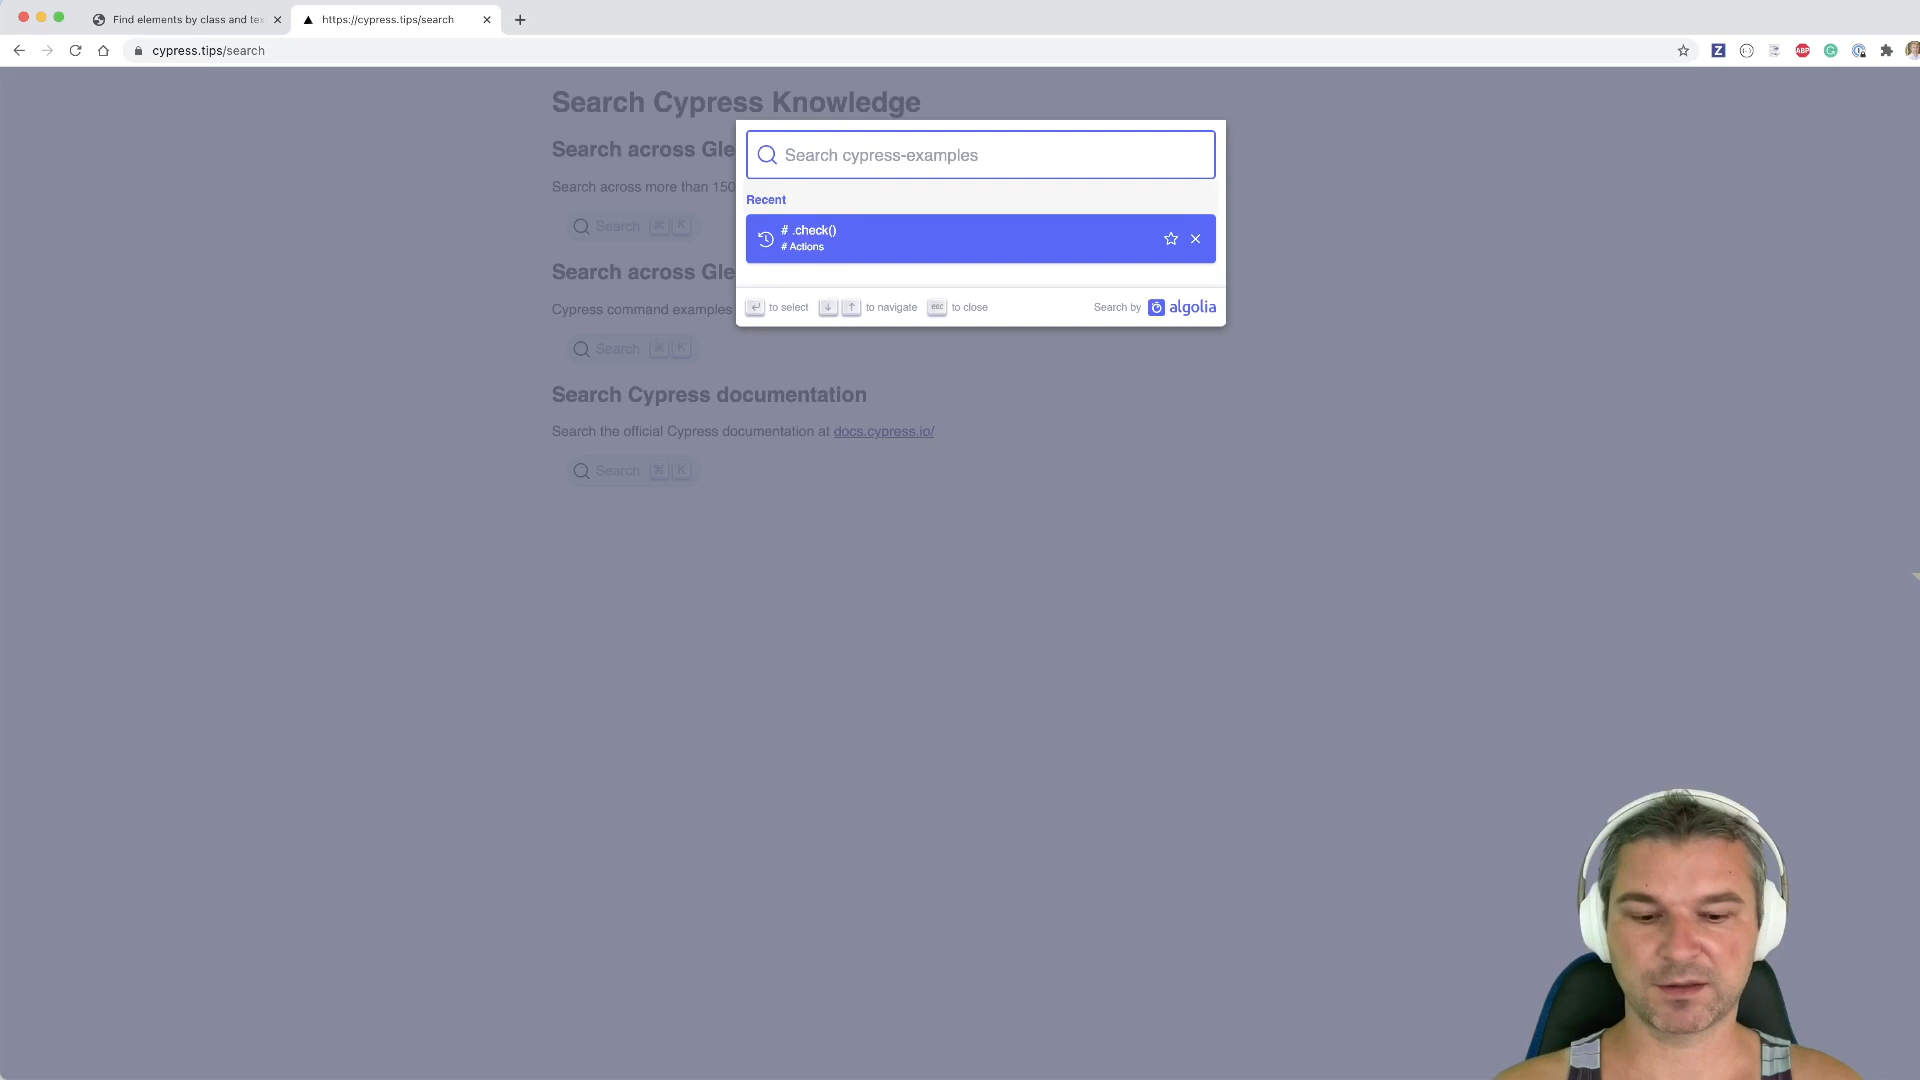 Find elements by class and tex
https://cypress.tips/search
cypress.tips/search
Search Cypress Knowledge
Search across Gle
Search across more than 150
Search ⌘ K
Search across Gle
Cypress command examples
Search ⌘ K
Search Cypress documentation
Search the official Cypress documentation at docs.cypress.io/
Search ⌘ K
Search cypress-examples
Recent
# .check()
# Actions
to select
to navigate
esc to close
Search by algolia
Z
ABP